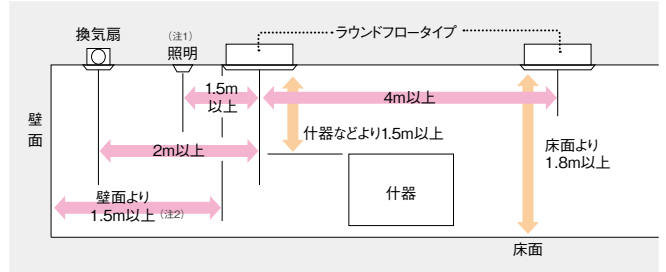 換気扇
(注1)
照明
ラウンドフロータイプ
1.5m
以上
4m以上
壁
面
什器などより1.5m以上
床面より
1.8m以上
2m以上
什器
壁面より
1.5m以上 (注2)
床面